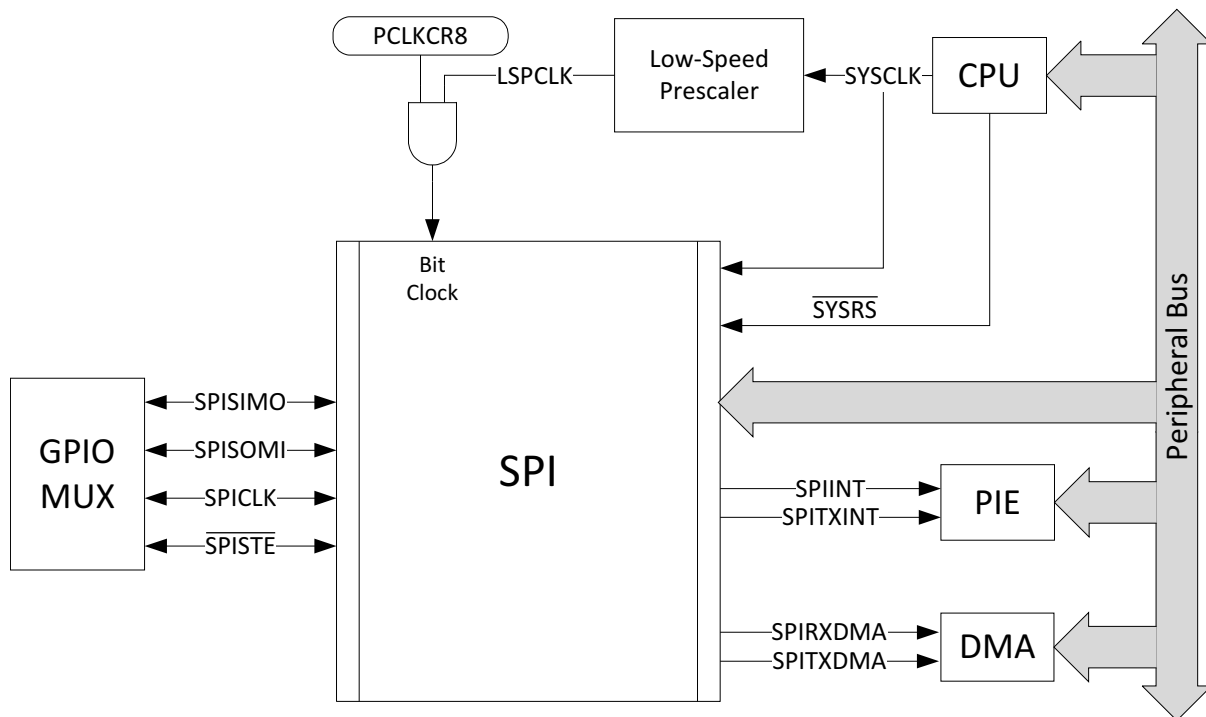 PCLKCR8
LSPCLK
Low-Speed
Prescaler
SYSCLK
CPU
Bit
Clock
SYSRS
Peripheral Bus
GPIO
MUX
SPISIMO
SPISOMI
SPICLK
SPISTE
SPI
SPIINT
SPITXINT
PIE
SPIRXDMA
SPITXDMA
DMA